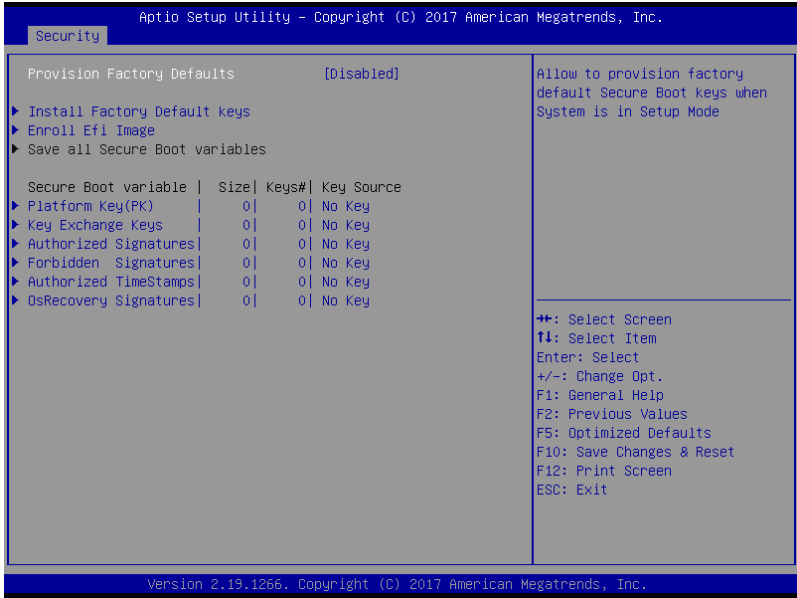 Aptio Setup Utility – Copyright (C) 2017 American Megatrends, Inc.
Security
Provision Factory Defaults [Disabled]
Install Factory Default keys
Enroll Efi Image
Save all Secure Boot variables
Secure Boot variable | Size| Keys#| Key Source
Platform Key(PK) | 0| 0| No Key
Key Exchange Keys | 0| 0| No Key
Authorized Signatures| 0| 0| No Key
Forbidden Signatures| 0| 0| No Key
Authorized TimeStamps| 0| 0| No Key
OsRecovery Signatures| 0| 0| No Key
Allow to provision factory
default Secure Boot keys when
System is in Setup Mode
→←: Select Screen
↑↓: Select Item
Enter: Select
+/-: Change Opt.
F1: General Help
F2: Previous Values
F5: Optimized Defaults
F10: Save Changes & Reset
F12: Print Screen
ESC: Exit
Version 2.19.1266. Copyright (C) 2017 American Megatrends, Inc.